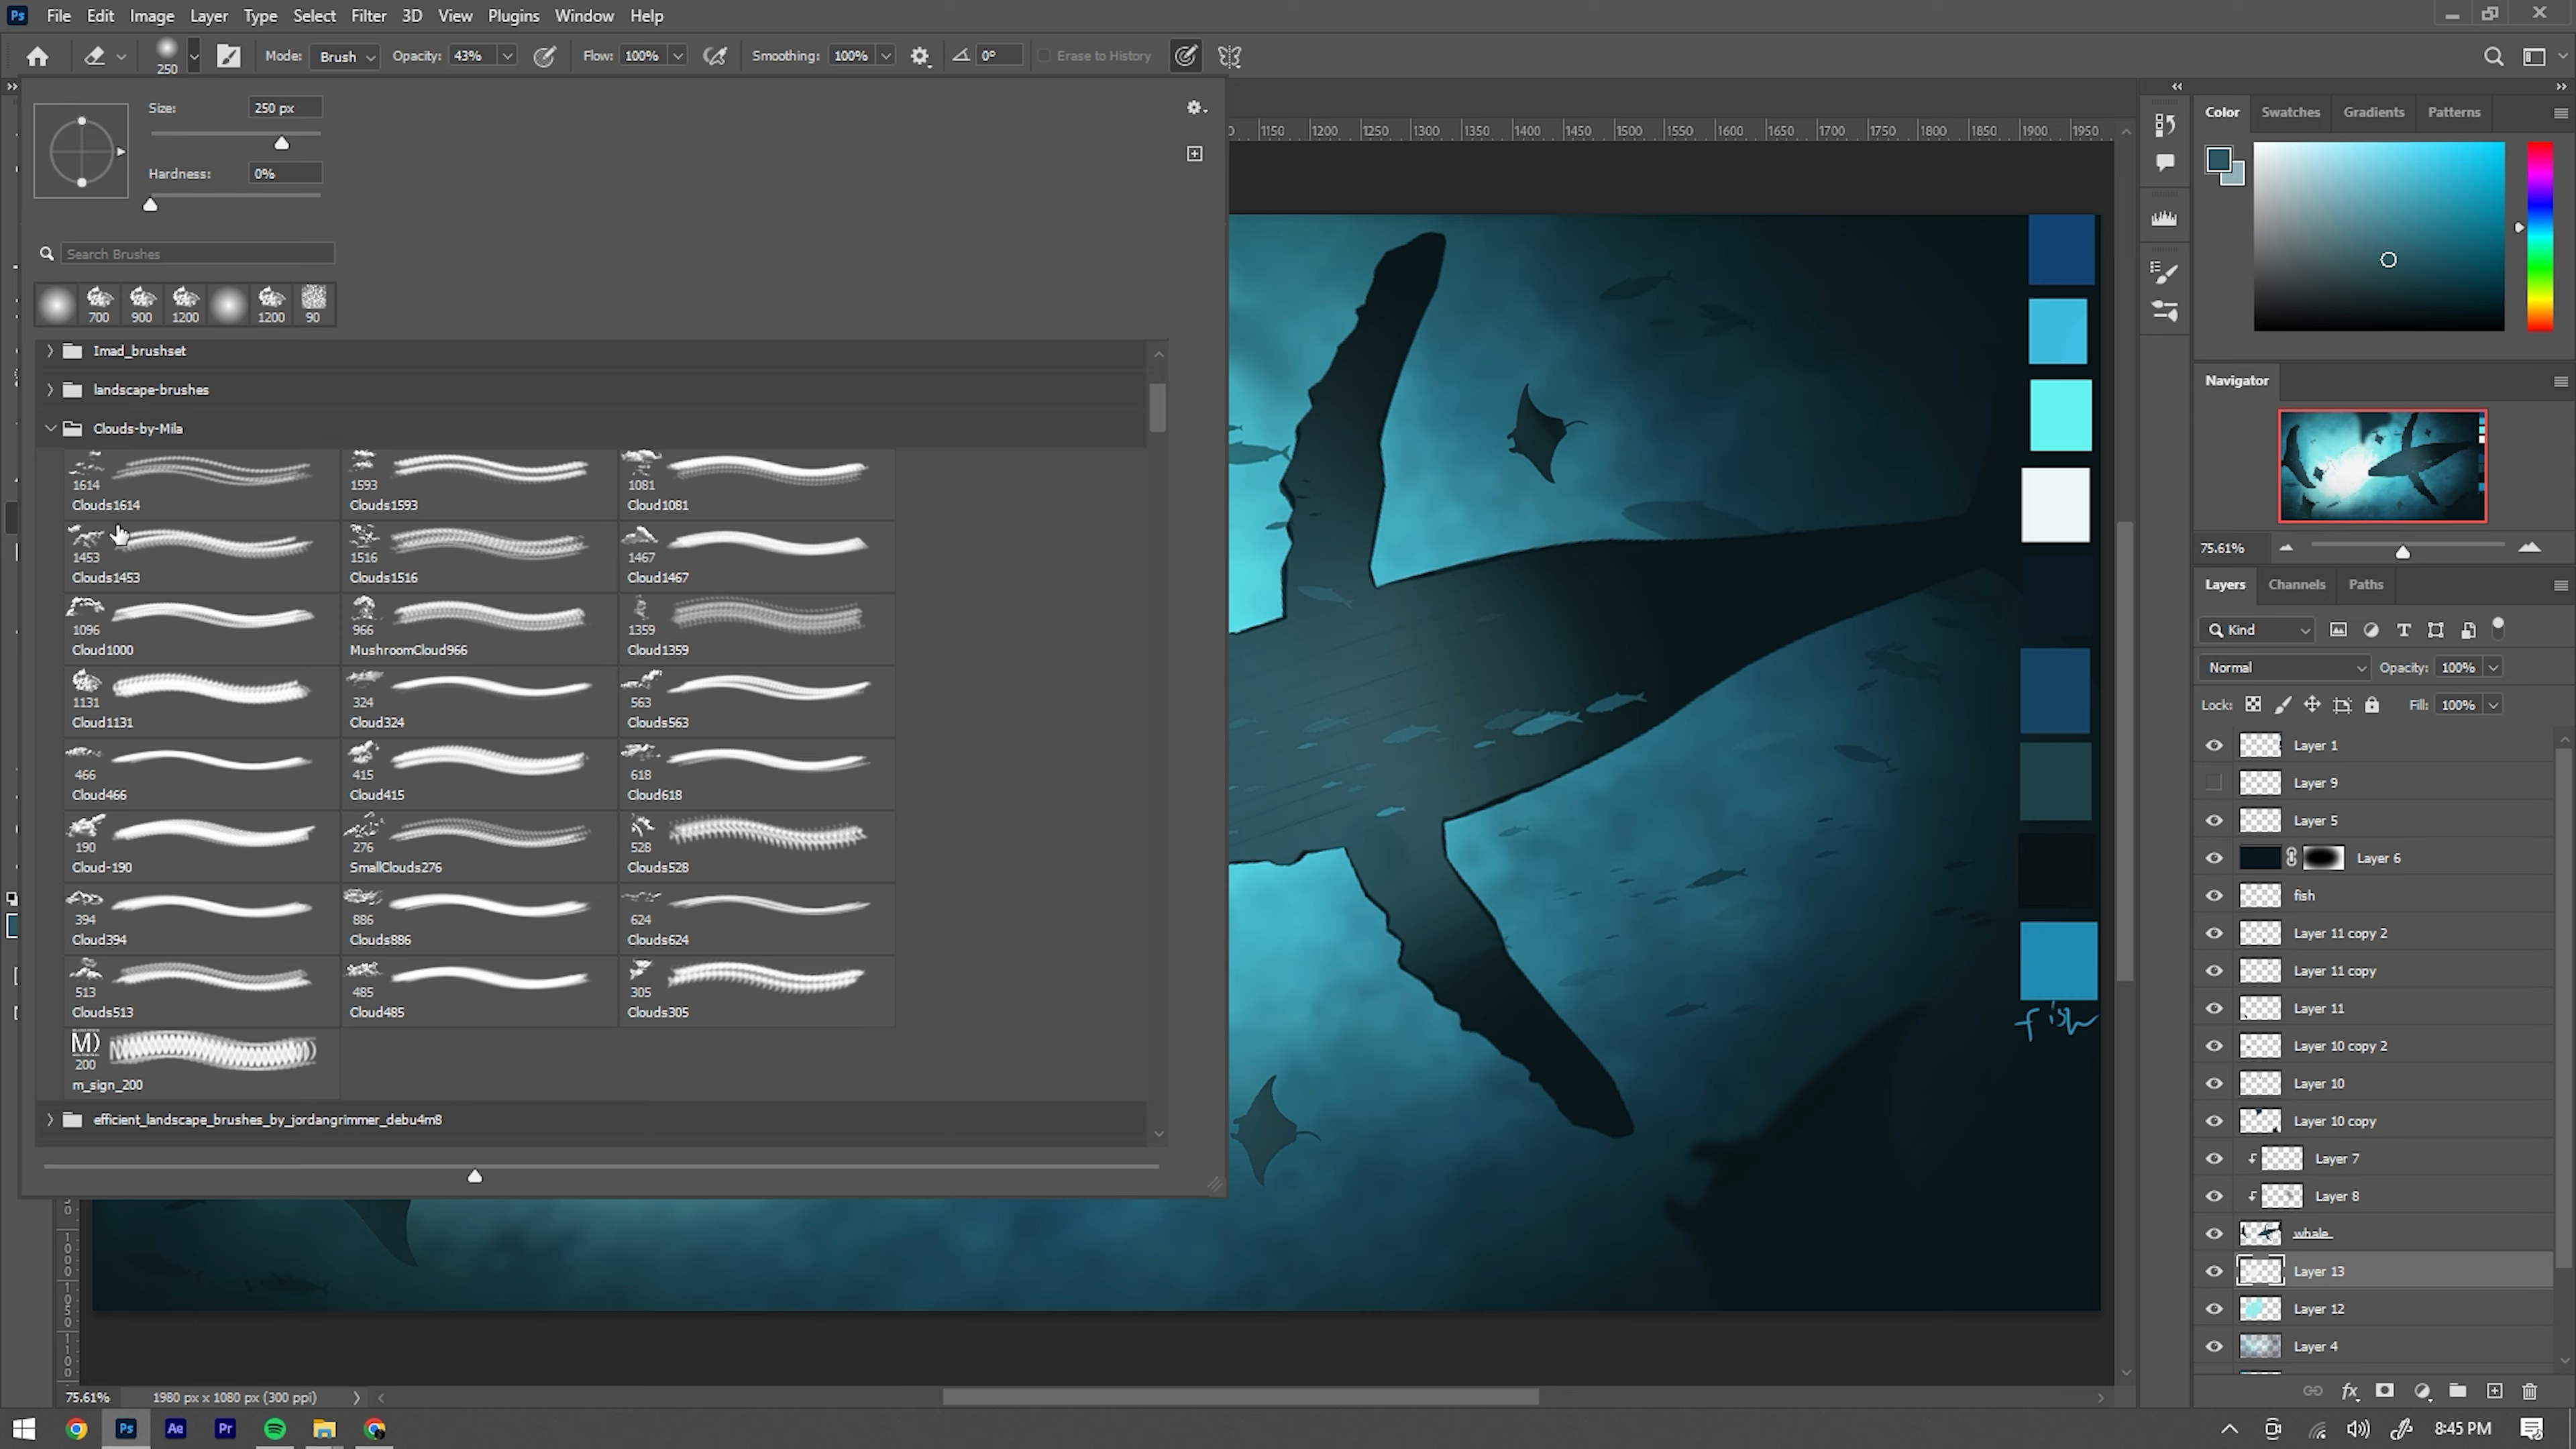 Ps File Edit Image Layer Type Select Filter 3D View Plugins Window Help
250 Mode: Brush Opacity: 43% Flow: 100% Smoothing: 100% 0° Erase to History
Size: 250 px
Hardness: 0%
Search Brushes
700 900 1200 1200 90
Imad_brushset
landscape-brushes
Clouds-by-Mila
1614 1593 1081
Clouds1614 Clouds1593 Cloud1081
1453 1516 1467
Clouds1453 Clouds1516 Cloud1467
1096 966 1359
Cloud1000 MushroomCloud966 Cloud1359
1131 324 563
Cloud1131 Cloud324 Clouds563
466 415 618
Cloud466 Cloud415 Cloud618
190 276 528
Cloud-190 SmallClouds276 Clouds528
394 886 624
Cloud394 Clouds886 Clouds624
513 485 305
Clouds513 Cloud485 Clouds305
M)
200
m_sign_200
efficient_landscape_brushes_by_jordangrimmer_debu4m8
1150 1200 1250 1300 1350 1400 1450 1500 1550 1600 1650 1700 1750 1800 1850 1900 1950
fish
1000
1050
1100
75.61% 1980 px x 1080 px (300 ppi)
Color Swatches Gradients Patterns
Navigator
75.61%
Layers Channels Paths
Kind
Normal Opacity: 100%
Lock: Fill: 100%
Layer 1
Layer 9
Layer 5
Layer 6
fish
Layer 11 copy 2
Layer 11 copy
Layer 11
Layer 10 copy 2
Layer 10
Layer 10 copy
Layer 7
Layer 8
whale
Layer 13
Layer 12
Layer 4
fx
Ps Ae Pr 8:45 PM